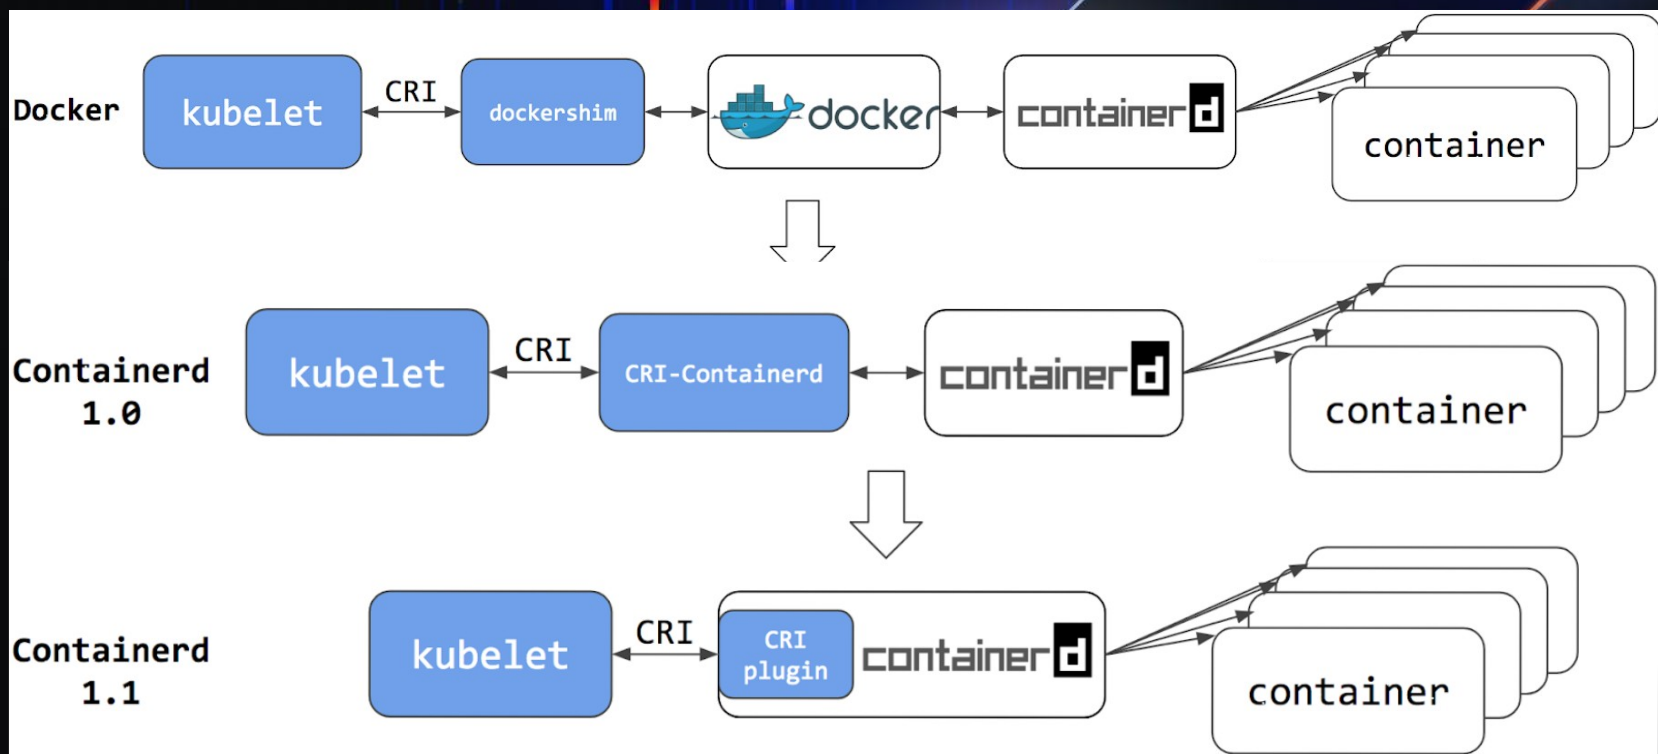 Docker
kubelet
CRI
dockershim
docker
containerd
container
Containerd
1.0
kubelet
CRI
CRI-Containerd
containerd
container
Containerd
1.1
kubelet
CRI
CRI
plugin
containerd
container